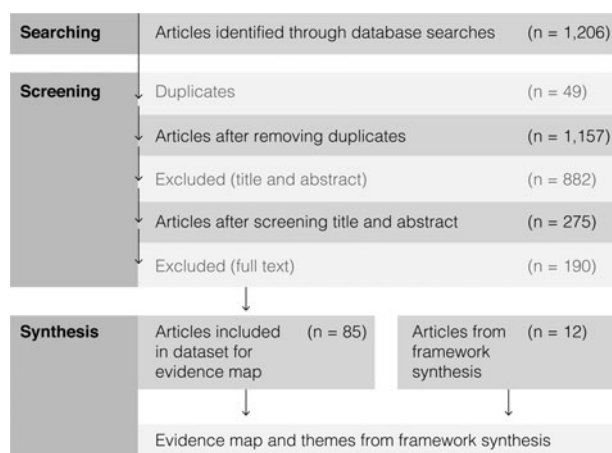 Searching Articles identified through database searches (n = 1,206)
Screening Duplicates (n = 49)
Articles after removing duplicates (n = 1,157)
Excluded (title and abstract) (n = 882)
Articles after screening title and abstract (n = 275)
Excluded (full text) (n = 190)
Synthesis Articles included (n = 85) Articles from (n = 12)
in dataset for framework
evidence map synthesis
Evidence map and themes from framework synthesis